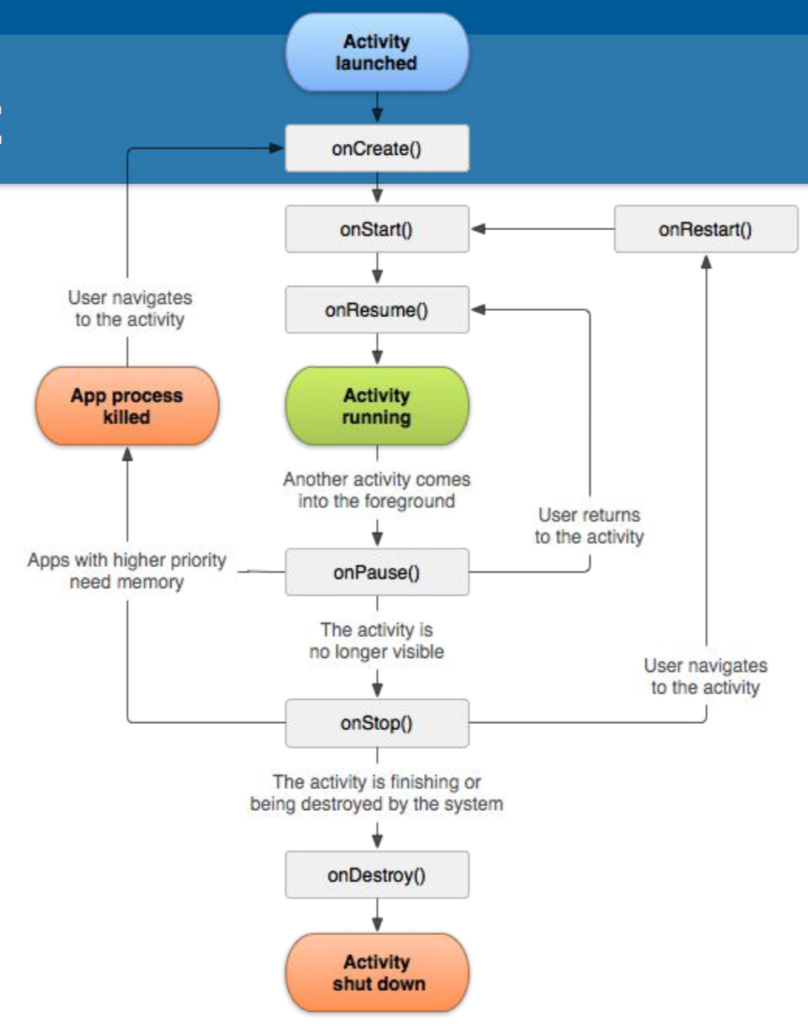 Activity
launched
onCreate()
onStart()
onRestart()
User navigates
to the activity
onResume()
App process
killed
Activity
running
Another activity comes
into the foreground
User returns
to the activity
Apps with higher priority
need memory
onPause()
The activity is
no longer visible
User navigates
to the activity
onStop()
The activity is finishing or
being destroyed by the system
onDestroy()
Activity
shut down